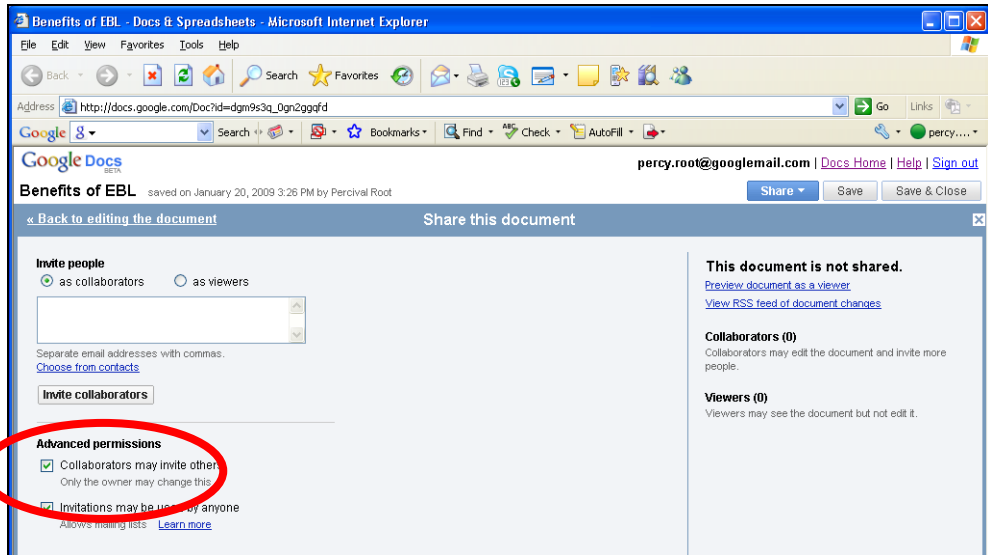 Benefits of EBL - Docs & Spreadsheets - Microsoft Internet Explorer
File Edit View Favorites Tools Help
Back Search Favorites
Address http://docs.google.com/Doc?id=dgm9s3q_0gn2ggqfd Go Links
Google Search Bookmarks Find Check AutoFill percy....
Google Docs BETA percy.root@googlemail.com | Docs Home | Help | Sign out
Benefits of EBL saved on January 20, 2009 3:26 PM by Percival Root Share Save Save & Close
« Back to editing the document Share this document
Invite people
as collaborators as viewers
Separate email addresses with commas.
Choose from contacts
Invite collaborators
Advanced permissions
Collaborators may invite others
Only the owner may change this
Invitations may be used by anyone
Allows mailing lists Learn more
This document is not shared.
Preview document as a viewer
View RSS feed of document changes
Collaborators (0)
Collaborators may edit the document and invite more
people.
Viewers (0)
Viewers may see the document but not edit it.